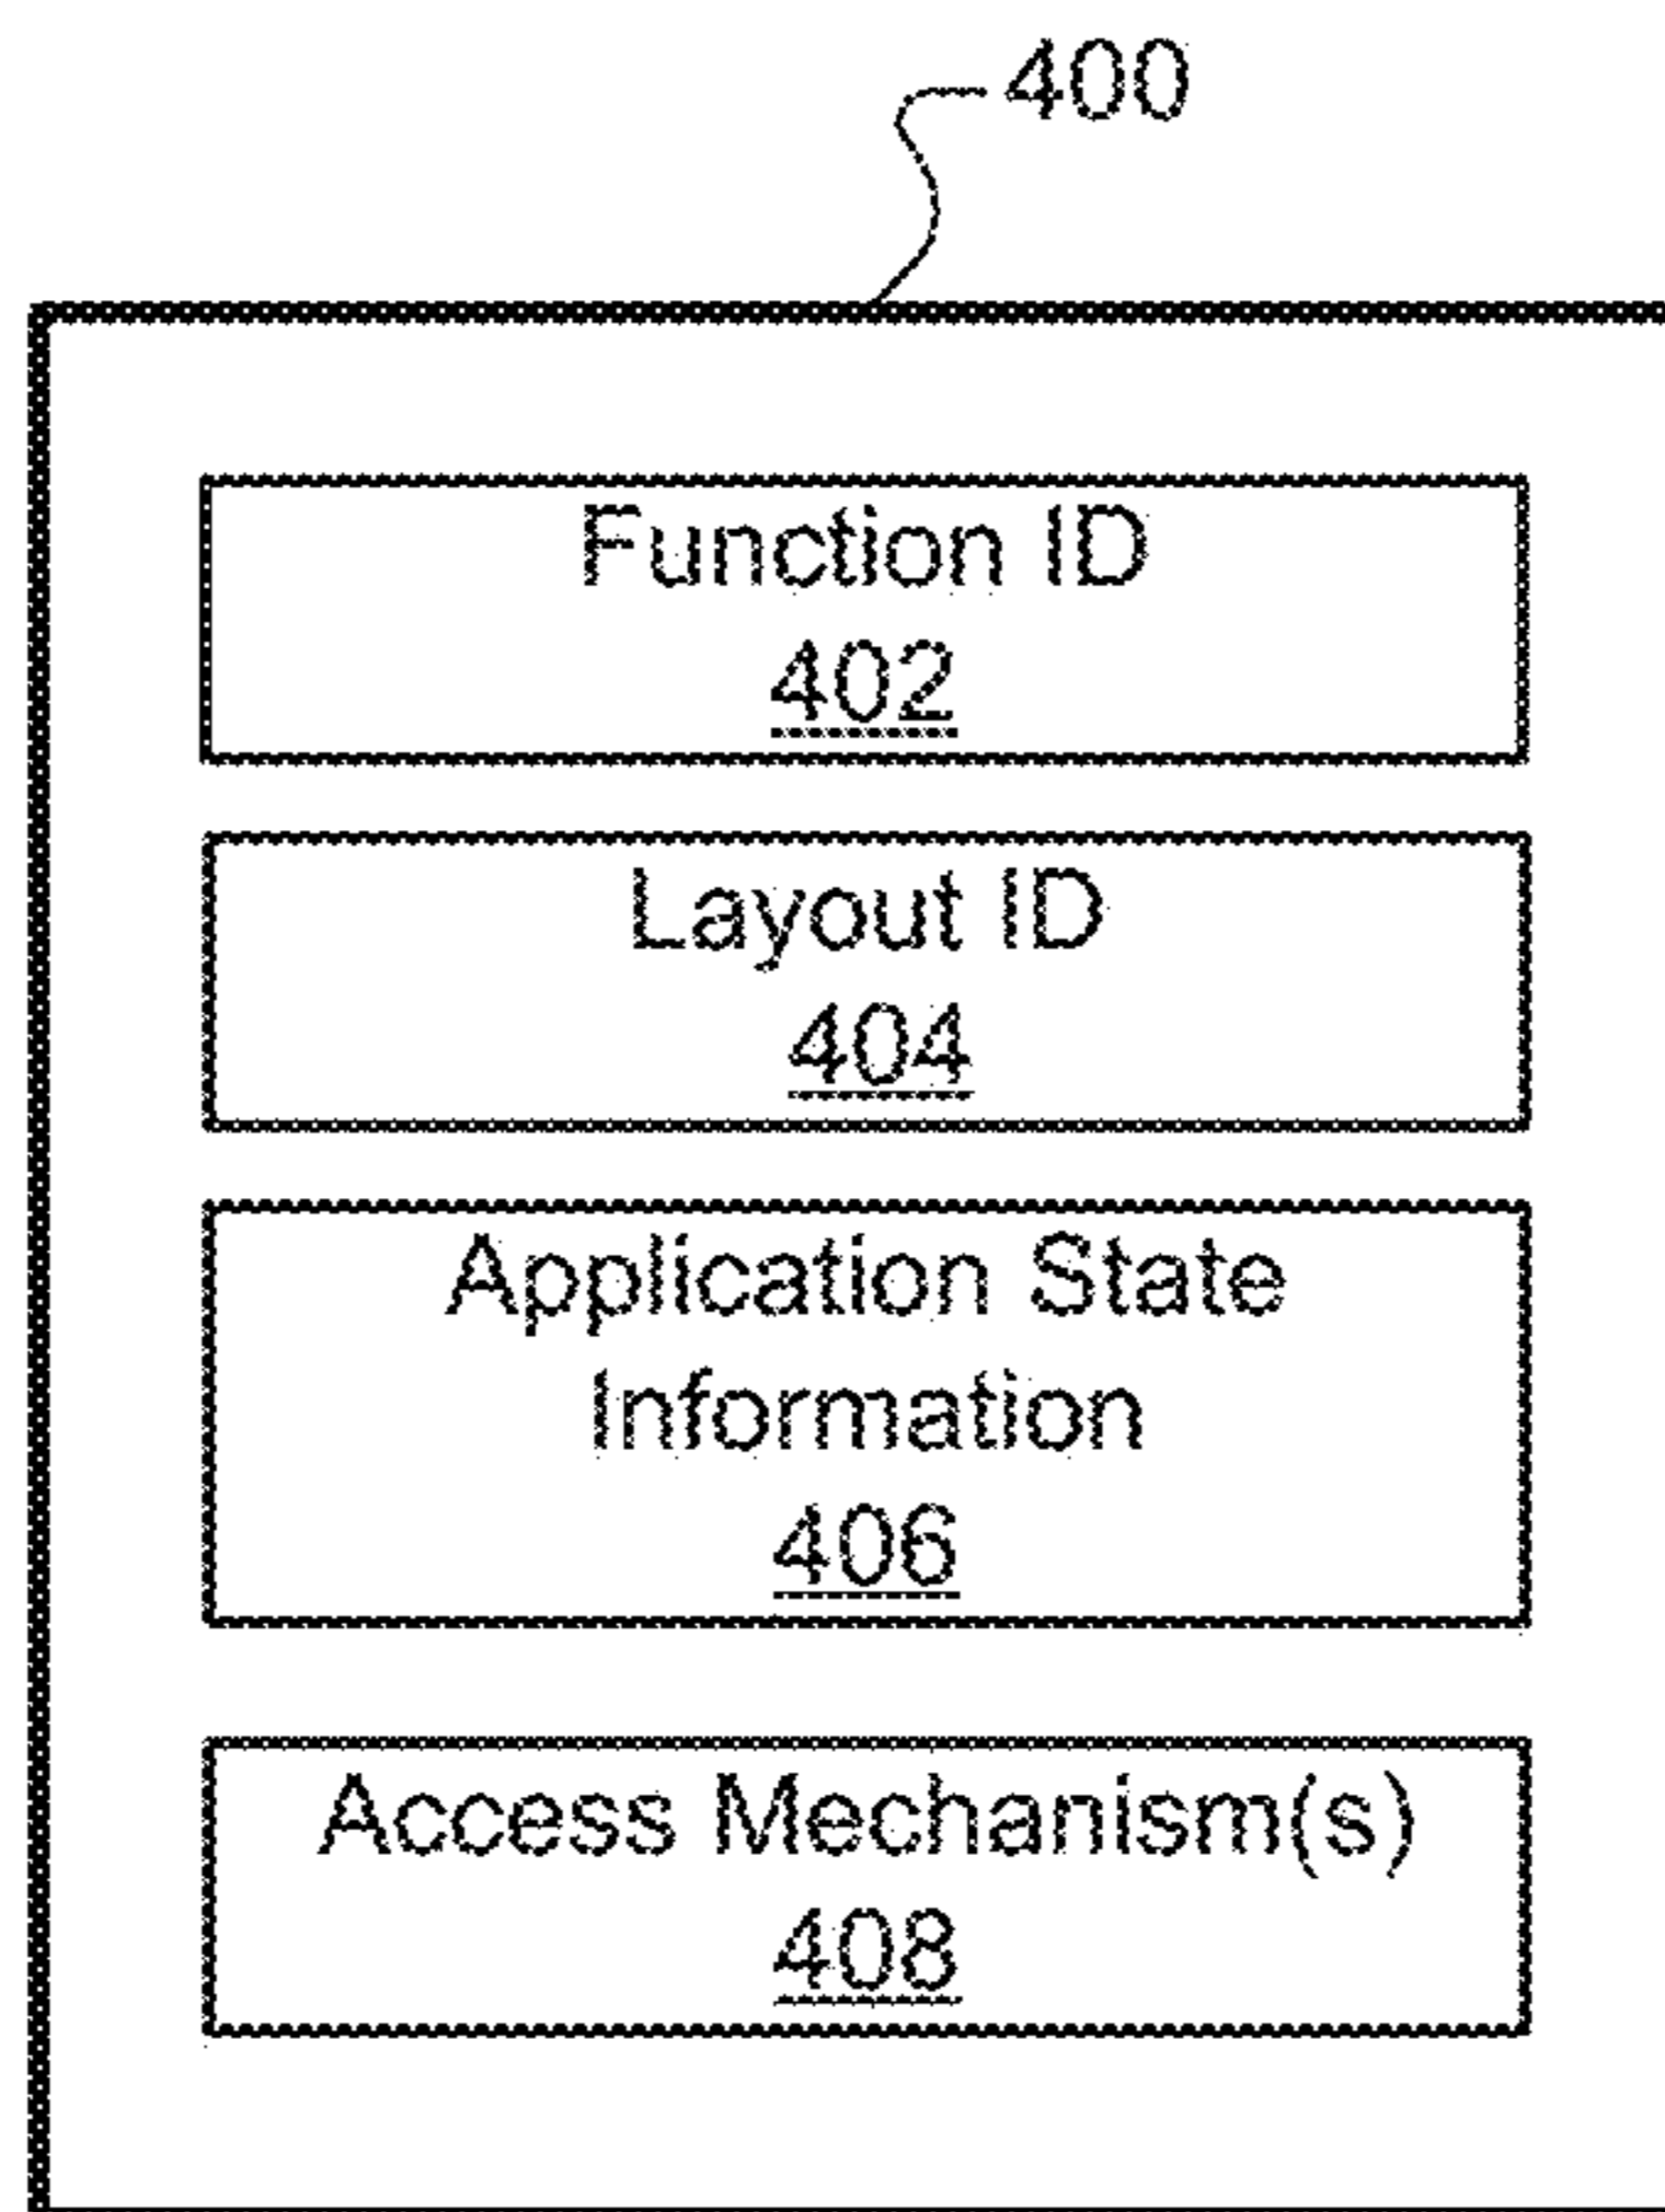 400
Function ID
402
Layout ID
404
Application State
Information
406
Access Mechanism(s)
408